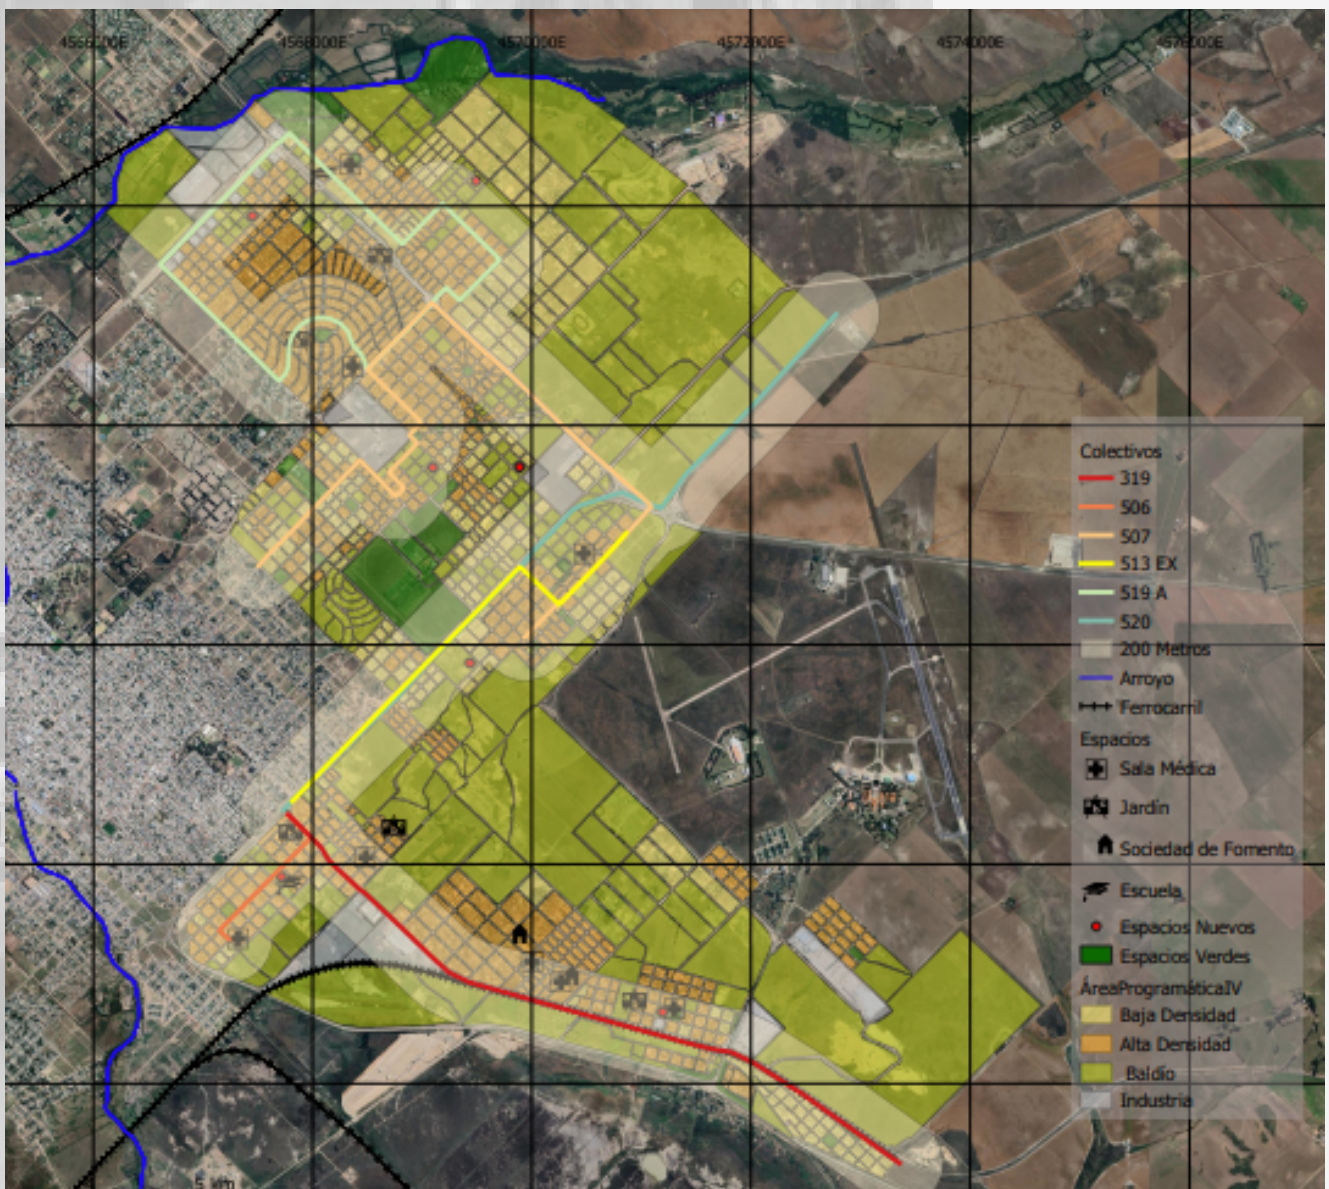 4566000E 4568000E 4570000E 4572000E 4574000E 4576000E
Colectivos
319
506
507
513 EX
519 A
520
200 Metros
Arroyo
Ferrocarril
Espacios
Sala Médica
Jardín
Sociedad de Fomento
Escuela
Espacios Nuevos
Espacios Verdes
ÁreaProgramáticaIV
Baja Densidad
Alta Densidad
Baldío
Industria
5 km